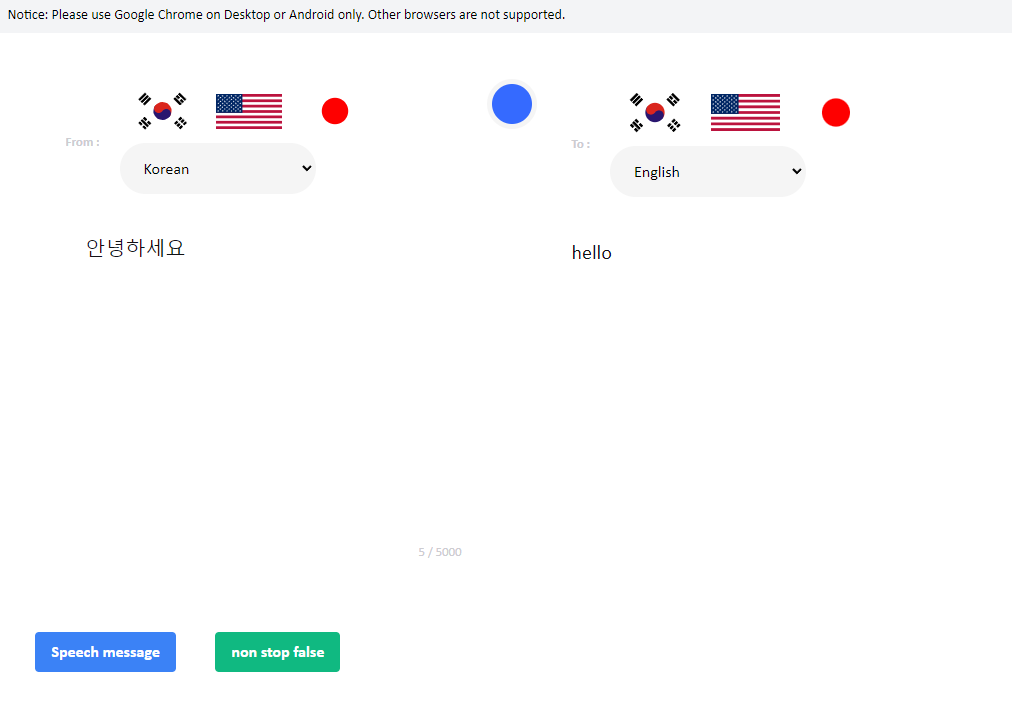 Notice: Please use Google Chrome on Desktop or Android only. Other browsers are not supported.
From :
Korean
To :
English
안녕하세요
hello
5 / 5000
Speech message
non stop false